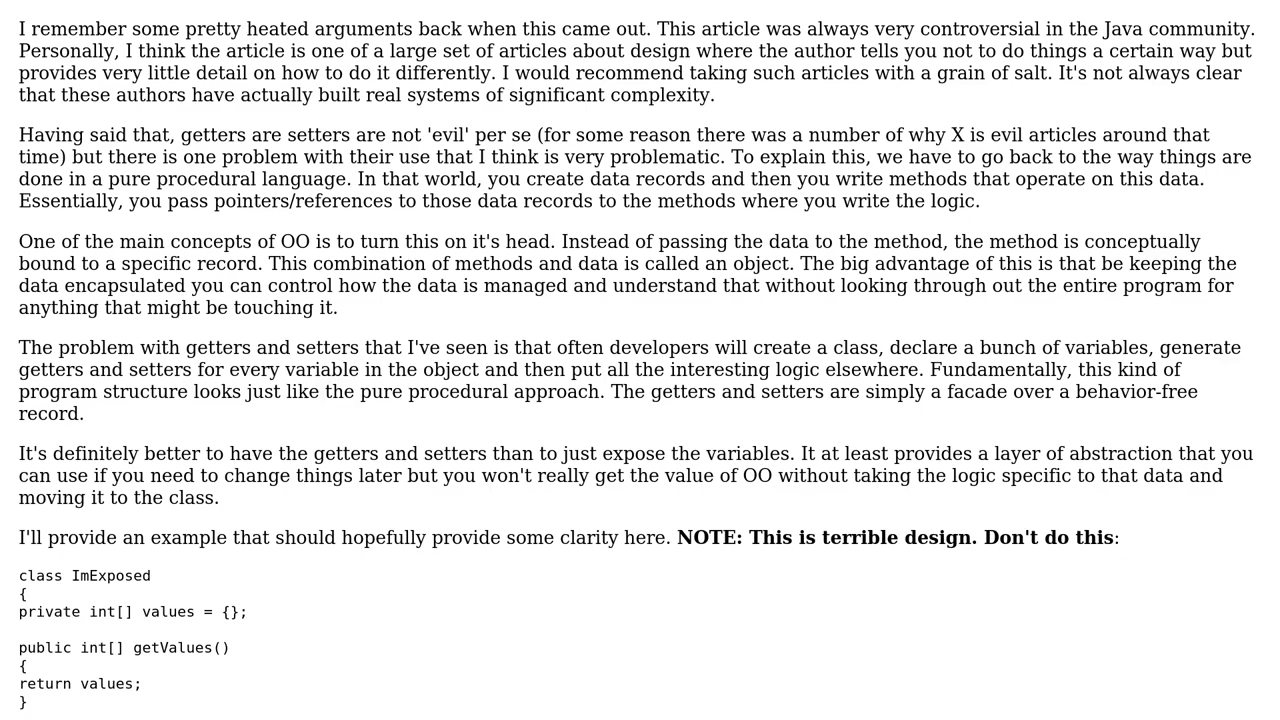 I remember some pretty heated arguments back when this came out. This article was always very controversial in the Java community.
Personally, I think the article is one of a large set of articles about design where the author tells you not to do things a certain way but
provides very little detail on how to do it differently. I would recommend taking such articles with a grain of salt. It's not always clear
that these authors have actually built real systems of significant complexity.
Having said that, getters are setters are not 'evil' per se (for some reason there was a number of why X is evil articles around that
time) but there is one problem with their use that I think is very problematic. To explain this, we have to go back to the way things are
done in a pure procedural language. In that world, you create data records and then you write methods that operate on this data.
Essentially, you pass pointers/references to those data records to the methods where you write the logic.
One of the main concepts of OO is to turn this on it's head. Instead of passing the data to the method, the method is conceptually
bound to a specific record. This combination of methods and data is called an object. The big advantage of this is that be keeping the
data encapsulated you can control how the data is managed and understand that without looking through out the entire program for
anything that might be touching it.
The problem with getters and setters that I've seen is that often developers will create a class, declare a bunch of variables, generate
getters and setters for every variable in the object and then put all the interesting logic elsewhere. Fundamentally, this kind of
program structure looks just like the pure procedural approach. The getters and setters are simply a facade over a behavior-free
record.
It's definitely better to have the getters and setters than to just expose the variables. It at least provides a layer of abstraction that you
can use if you need to change things later but you won't really get the value of OO without taking the logic specific to that data and
moving it to the class.
I'll provide an example that should hopefully provide some clarity here. NOTE: This is terrible design. Don't do this:
class ImExposed
{
private int[] values = {};
public int[] getValues()
{
return values;
}